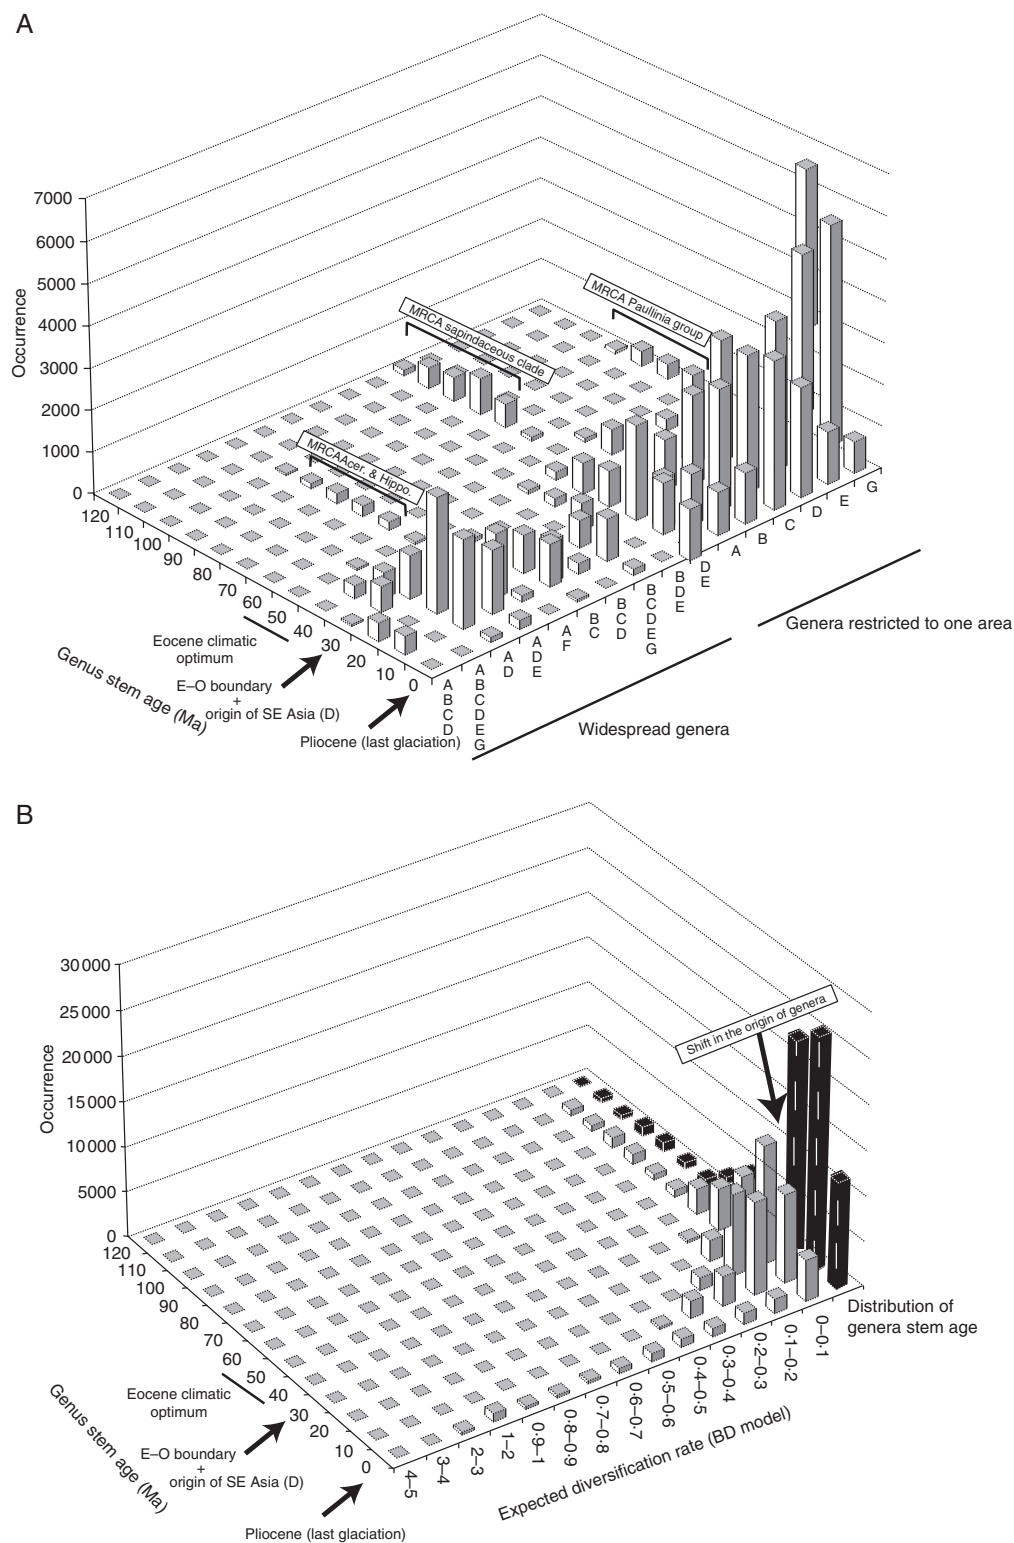 A
7000
6000
5000
4000
3000
2000
1000
0
Occurrence
MRCA Paullinia group
MRCA sapindaceous clade
MRCAAcer. & Hippo.
120
110
100
90
80
70
60
50
40
30
20
10
0
Genus stem age (Ma)
Eocene climatic
optimum
E–O boundary
+
origin of SE Asia (D)
Pliocene (last glaciation)
A
B
C
D
A
B
C
D
E
G
A
D
A
D
E
A
F
B
C
B
C
D
B
C
D
E
G
B
D
E
D
E
A
B
C
D
E
G
Genera restricted to one area
Widespread genera
B
30 000
25 000
20 000
15 000
10 000
5000
0
Occurrence
Shift in the origin of genera
120
110
100
90
80
70
60
50
40
30
20
10
0
Genus stem age (Ma)
Eocene climatic
optimum
E–O boundary
+
origin of SE Asia (D)
Pliocene (last glaciation)
4–5
3–4
2–3
1–2
0·9–1
0·8–0·9
0·7–0·8
0·6–0·7
0·5–0·6
0·4–0·5
0·3–0·4
0·2–0·3
0·1–0·2
0–0·1
Distribution of
genera stem age
Expected diversification rate (BD model)